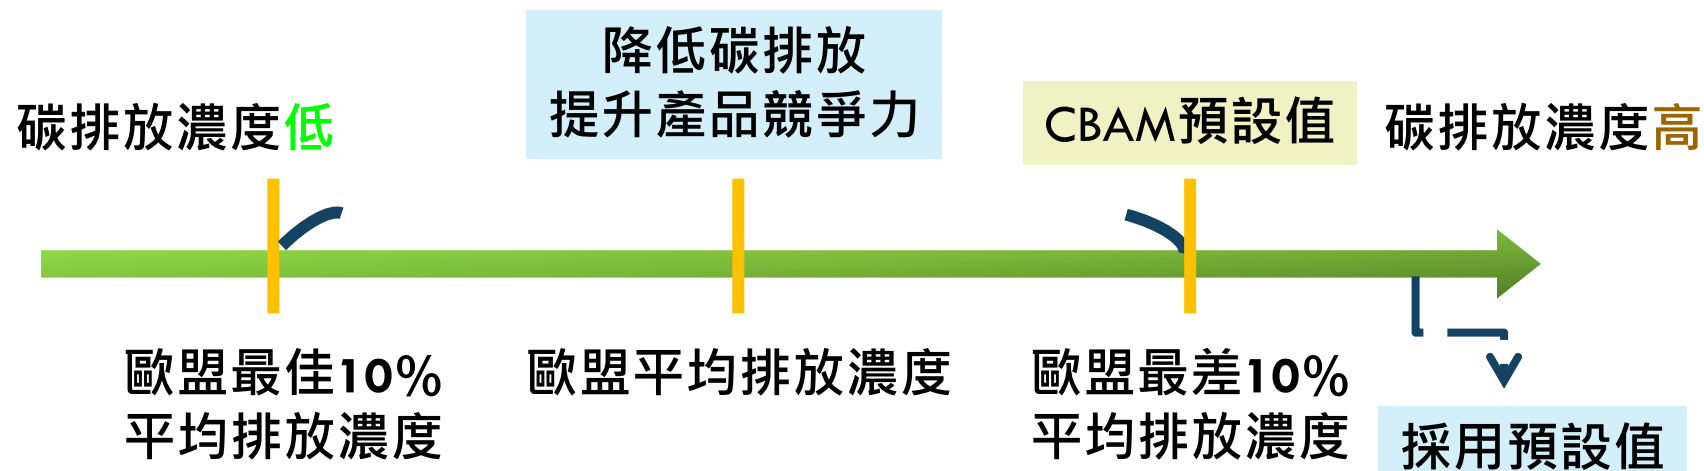 降低碳排放
提升產品競爭力
碳排放濃度低
CBAM預設值
碳排放濃度高
歐盟最佳10%
平均排放濃度
歐盟平均排放濃度
歐盟最差10%
平均排放濃度
採用預設值